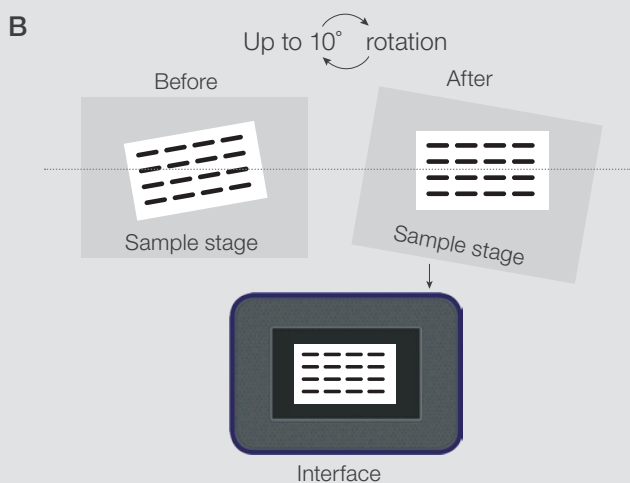 B
Up to 10° rotation
Before
After
Sample stage
Sample stage
Interface